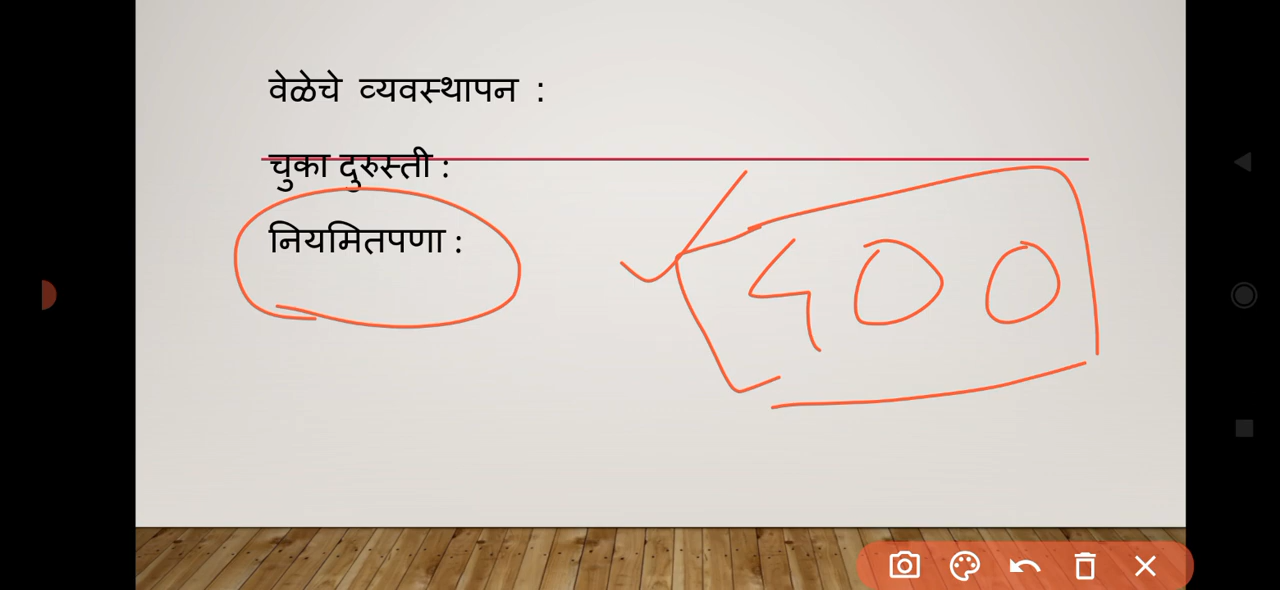 वेळेचे व्यवस्थापन :
चुका दुरुस्ती :
नियमितपणा :
400